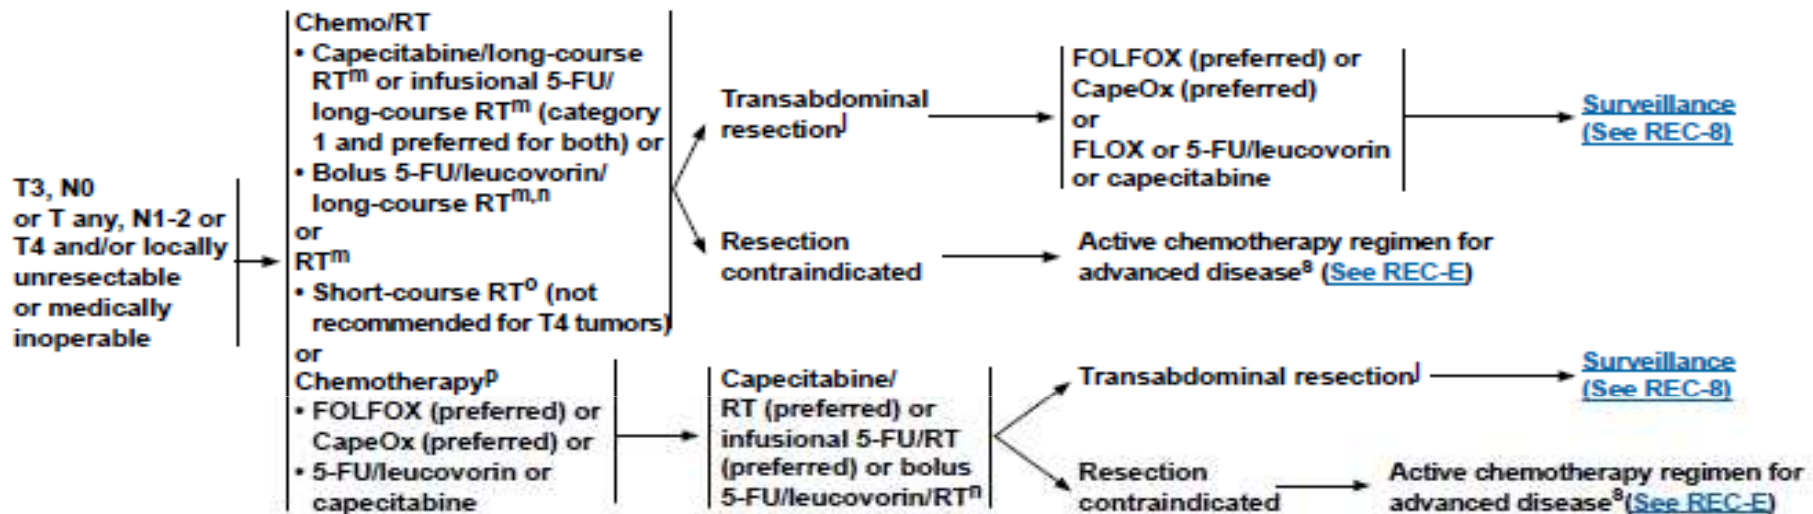 T3, N0
or T any, N1-2 or
T4 and/or locally
unresectable
or medically
inoperable
Chemo/RT
• Capecitabine/long-course
RTm or infusional 5-FU/
long-course RTm (category
1 and preferred for both) or
• Bolus 5-FU/leucovorin/
long-course RTm,n
or
RTm
• Short-course RTo (not
recommended for T4 tumors)
or
Chemotherapyp
• FOLFOX (preferred) or
CapeOx (preferred) or
• 5-FU/leucovorin or
capecitabine
Transabdominal
resectionj
FOLFOX (preferred) or
CapeOx (preferred)
or
FLOX or 5-FU/leucovorin
or capecitabine
Surveillance
(See REC-8)
Resection
contraindicated
Active chemotherapy regimen for
advanced disease8 (See REC-E)
Capecitabine/
RT (preferred) or
infusional 5-FU/RT
(preferred) or bolus
5-FU/leucovorin/RTn
Transabdominal resectionj
Surveillance
(See REC-8)
Resection
contraindicated
Active chemotherapy regimen for
advanced disease8(See REC-E)